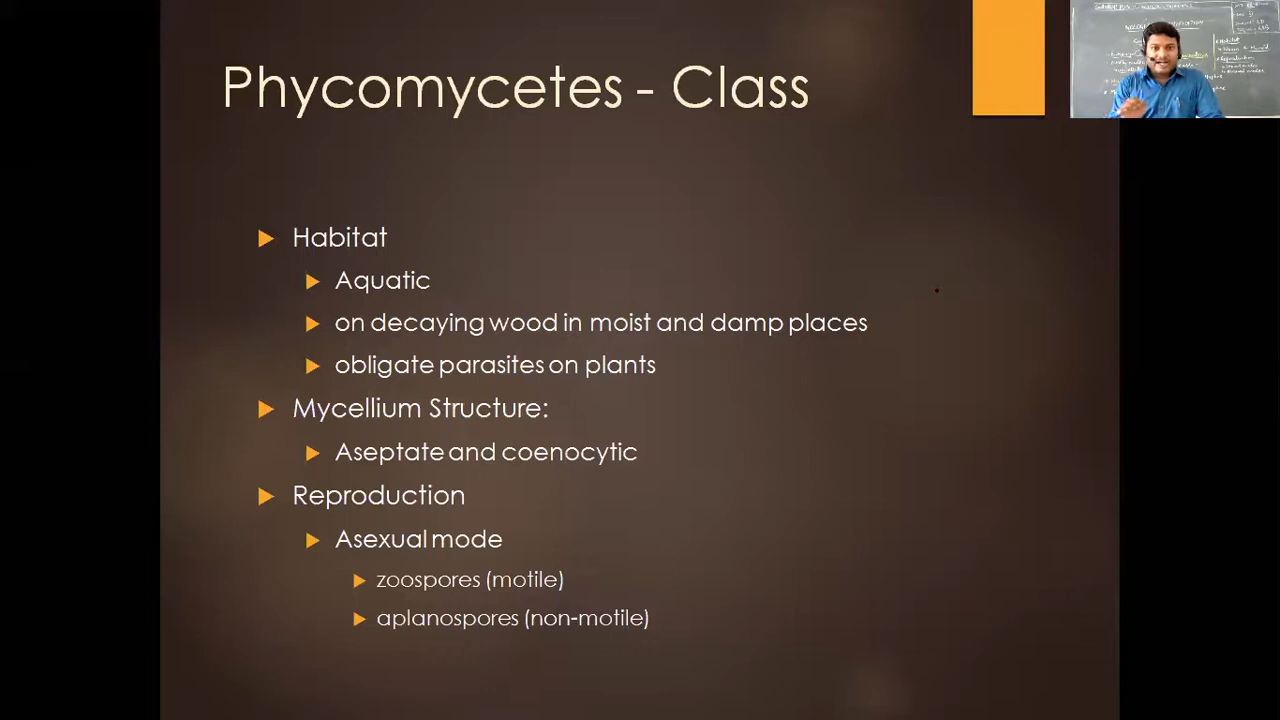 Phycomycetes - Class
Habitat
Aquatic
on decaying wood in moist and damp places
obligate parasites on plants
Mycellium Structure:
Aseptate and coenocytic
Reproduction
Asexual mode
zoospores (motile)
aplanospores (non-motile)